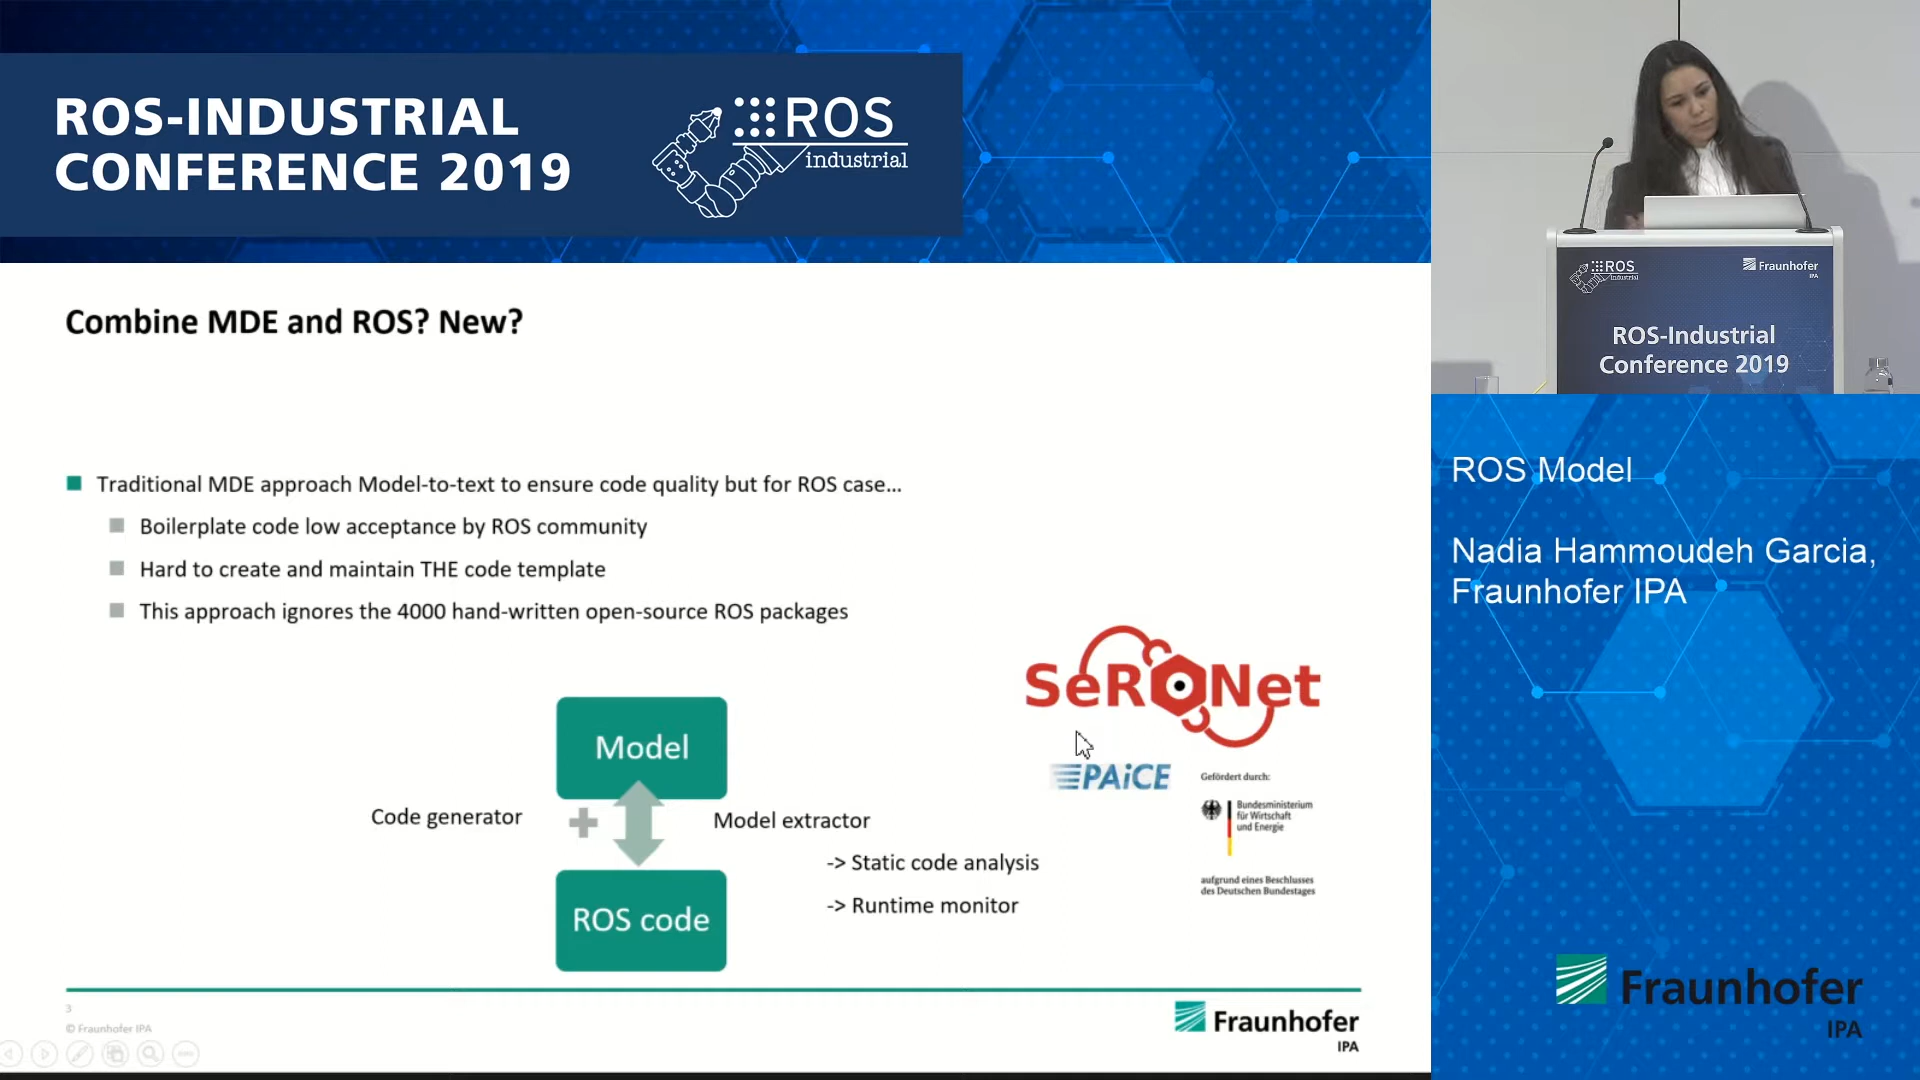 ROS-INDUSTRIAL
CONFERENCE 2019
ROS
industrial
Combine MDE and ROS? New?
Traditional MDE approach Model-to-text to ensure code quality but for ROS case...
Boilerplate code low acceptance by ROS community
Hard to create and maintain THE code template
This approach ignores the 4000 hand-written open-source ROS packages
SeRoNet
PAiCE
Gefördert durch:
Bundesministerium
für Wirtschaft
und Energie
aufgrund eines Beschlusses
des Deutschen Bundestages
Model
Code generator
Model extractor
-> Static code analysis
-> Runtime monitor
ROS code
3
© Fraunhofer IPA
Fraunhofer
IPA
ROS
industrial
Fraunhofer
IPA
ROS-Industrial
Conference 2019
ROS Model
Nadia Hammoudeh Garcia,
Fraunhofer IPA
Fraunhofer
IPA